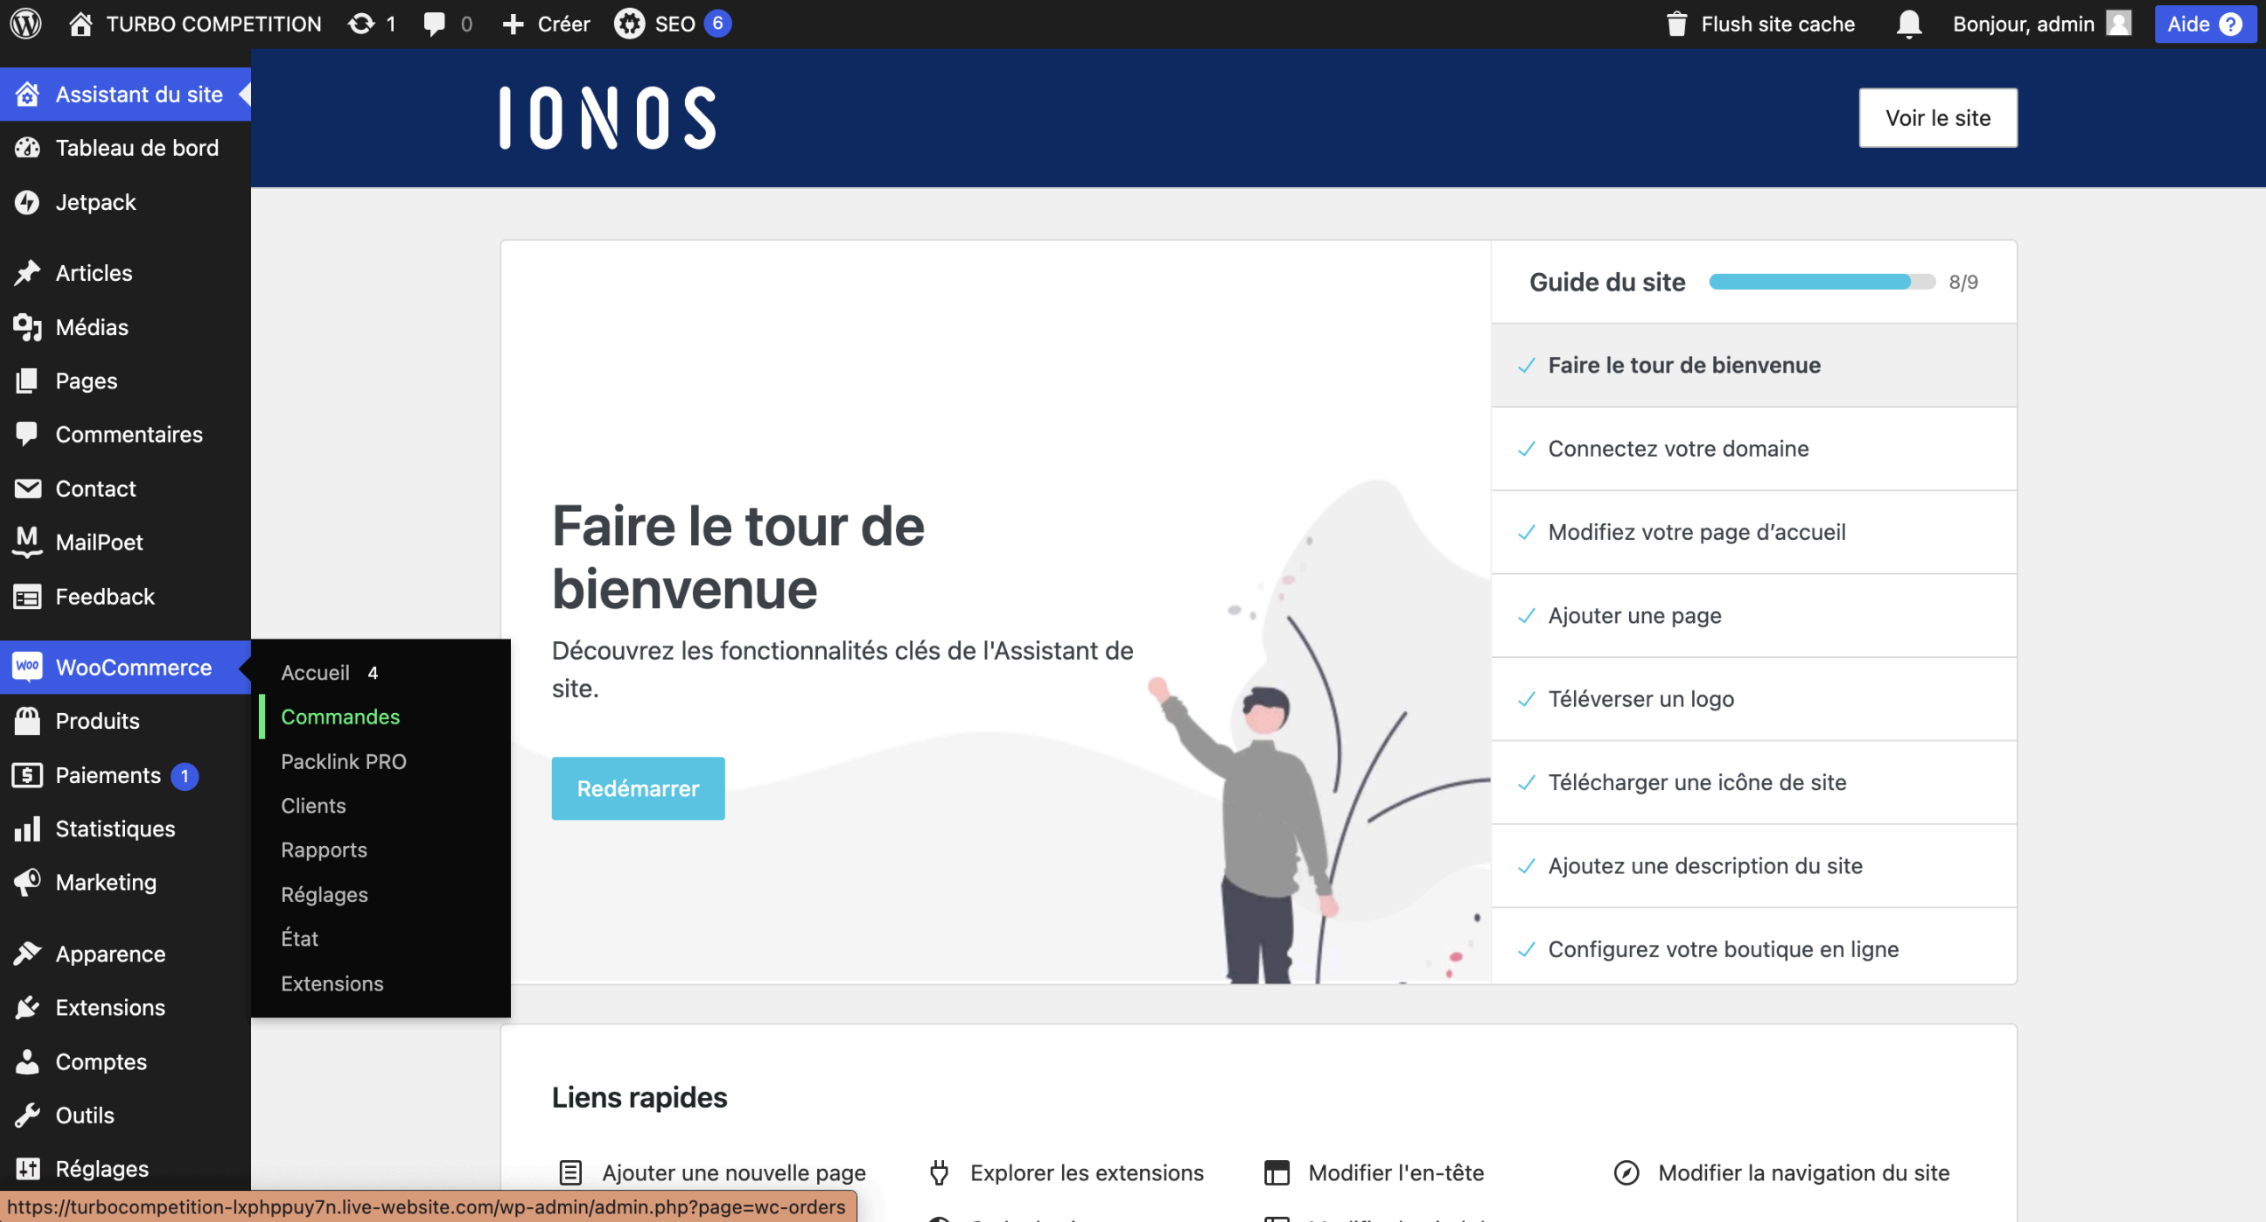 TURBO COMPETITION 1 0 Créer SEO 6 Flush site cache Bonjour, admin Aide ?
Assistant du site
Tableau de bord
Jetpack
Articles
Médias
Pages
Commentaires
Contact
MailPoet
Feedback
WooCommerce
Produits
Paiements 1
Statistiques
Marketing
Apparence
Extensions
Comptes
Outils
Réglages
Accueil 4
Commandes
Packlink PRO
Clients
Rapports
Réglages
État
Extensions
IONOS
Voir le site
Faire le tour de
bienvenue
Découvrez les fonctionnalités clés de l'Assistant de
site.
Redémarrer
Guide du site 8/9
Faire le tour de bienvenue
Connectez votre domaine
Modifiez votre page d’accueil
Ajouter une page
Téléverser un logo
Télécharger une icône de site
Ajoutez une description du site
Configurez votre boutique en ligne
Liens rapides
Ajouter une nouvelle page
Explorer les extensions
Modifier l'en-tête
Modifier la navigation du site
https://turbocompetition-lxphppuy7n.live-website.com/wp-admin/admin.php?page=wc-orders